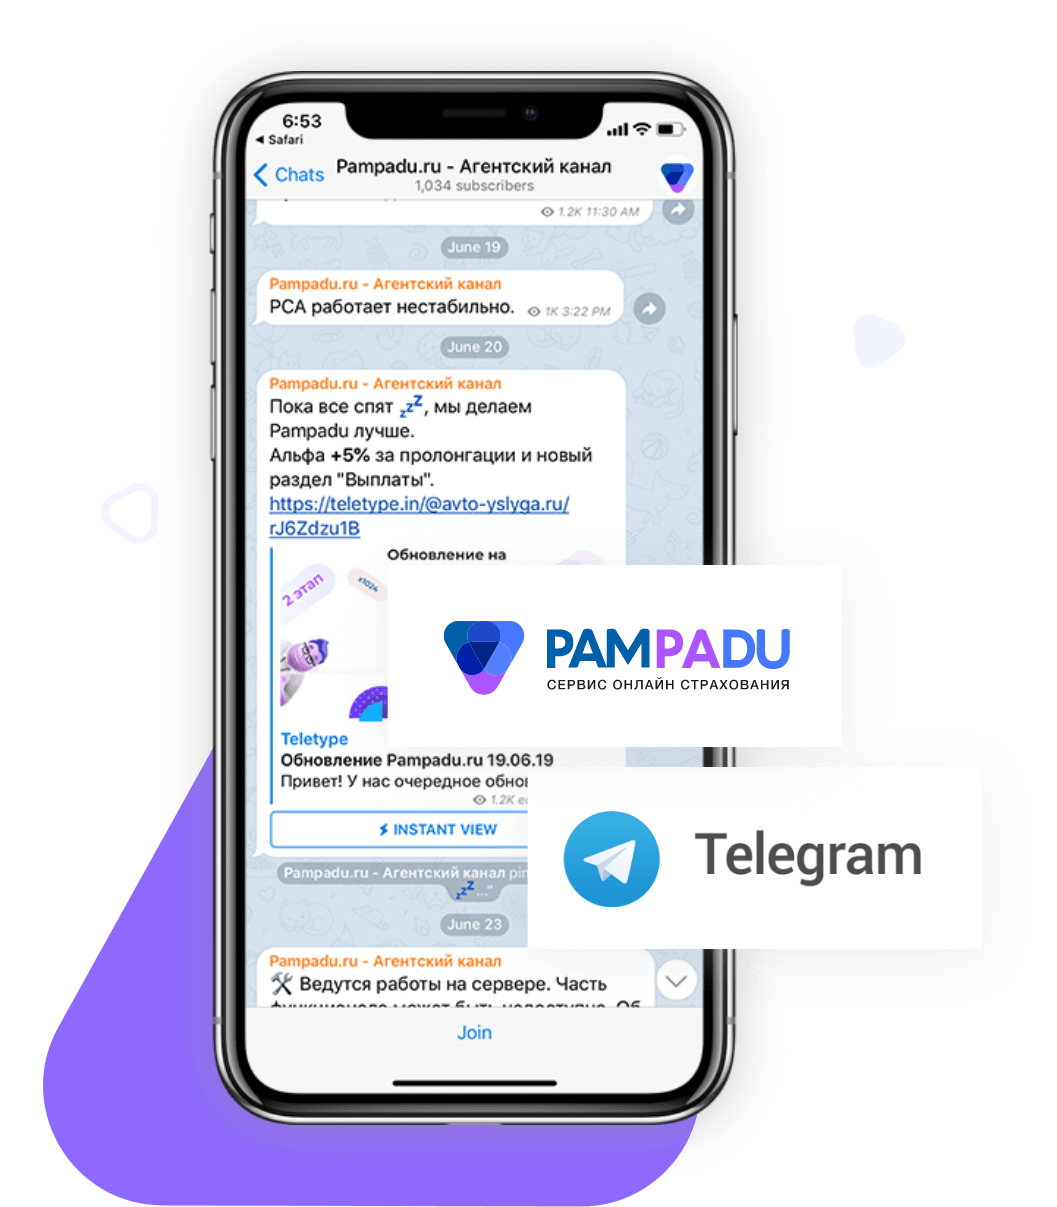 6:53
Safari
Chats
Pampadu.ru - Агентский канал
1,034 subscribers
1.2K 11:30 AM
June 19
Pampadu.ru - Агентский канал
РСА работает нестабильно.
1K 3:22 PM
June 20
Pampadu.ru - Агентский канал
Пока все спят 💤, мы делаем
Pampadu лучше.
Альфа +5% за пролонгации и новый
раздел "Выплаты".
https://teletype.in/@avto-yslyga.ru/
rJ6Zdzu1B
Обновление на
2 этап
x1024
PAMPADU
СЕРВИС ОНЛАЙН СТРАХОВАНИЯ
Teletype
Обновление Pampadu.ru 19.06.19
Привет! У нас очередное обно
1.2K
INSTANT VIEW
Telegram
Pampadu.ru - Агентский канал pin
💤..."
June 23
Pampadu.ru - Агентский канал
🛠 Ведутся работы на сервере. Часть
Join